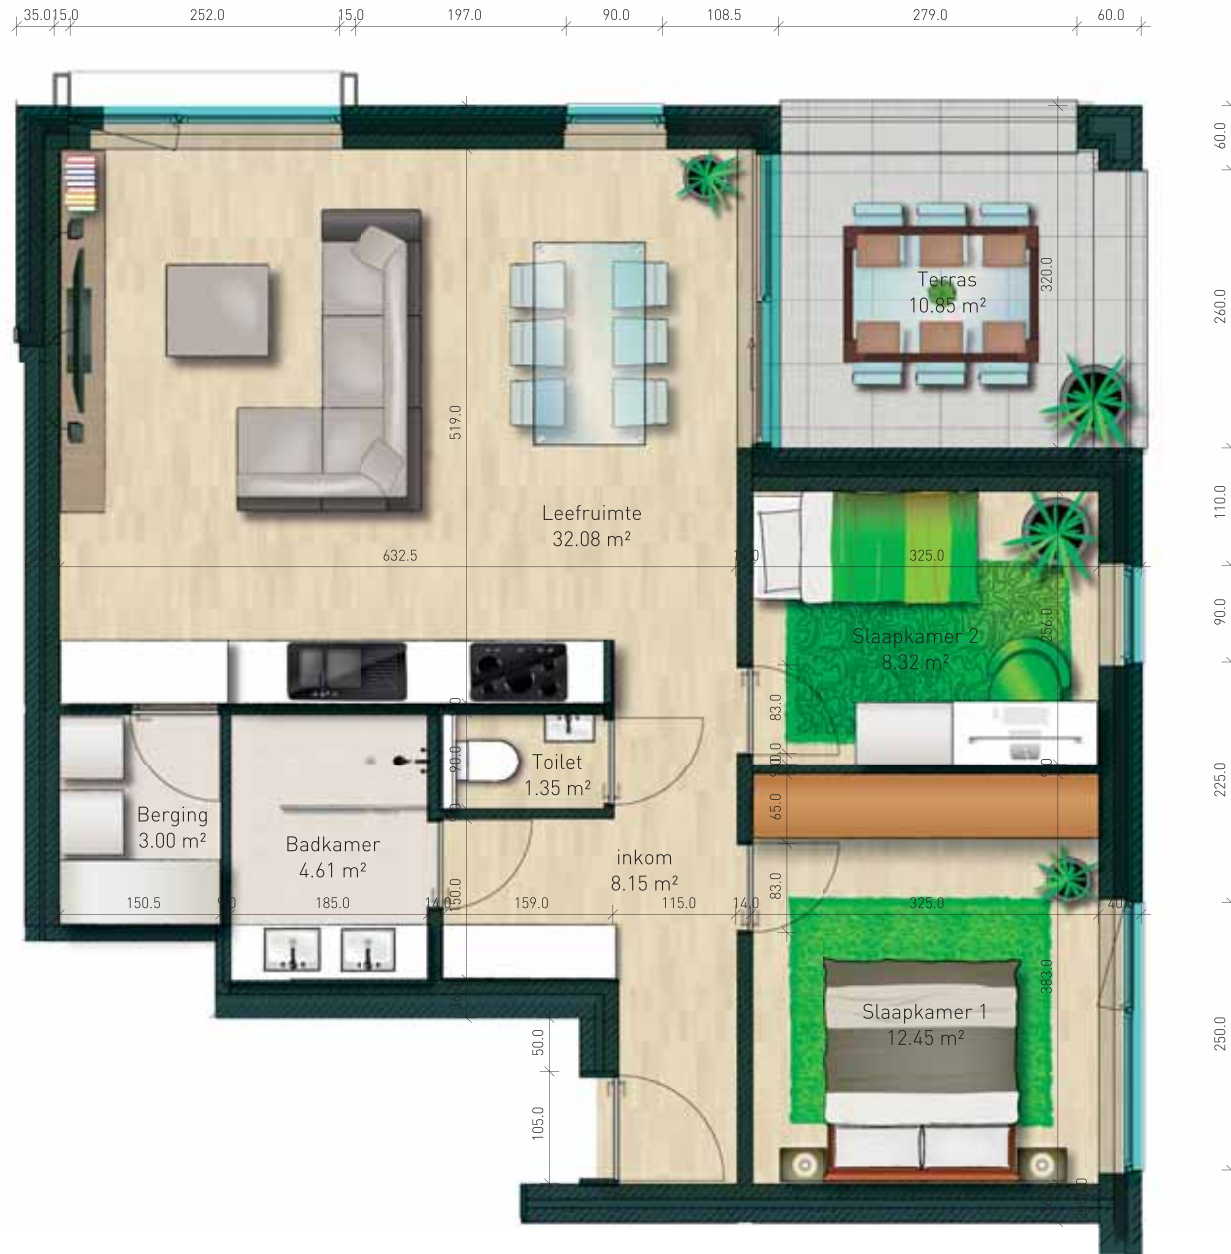 35.0 15.0 252.0 15.0 197.0 90.0 108.5 279.0 60.0
60.0
Terras
10.85 m²
320.0
260.0
519.0
Leefruimte
32.08 m²
110.0
632.5
325.0
90.0
Slaapkamer 2
8.32 m²
256.0
83.0
Toilet
1.35 m²
90.0
65.0
225.0
Berging
3.00 m²
Badkamer
4.61 m²
inkom
8.15 m²
83.0
150.5 185.0 159.0 115.0 14.0 325.0
383.0
Slaapkamer 1
12.45 m²
50.0
250.0
105.0